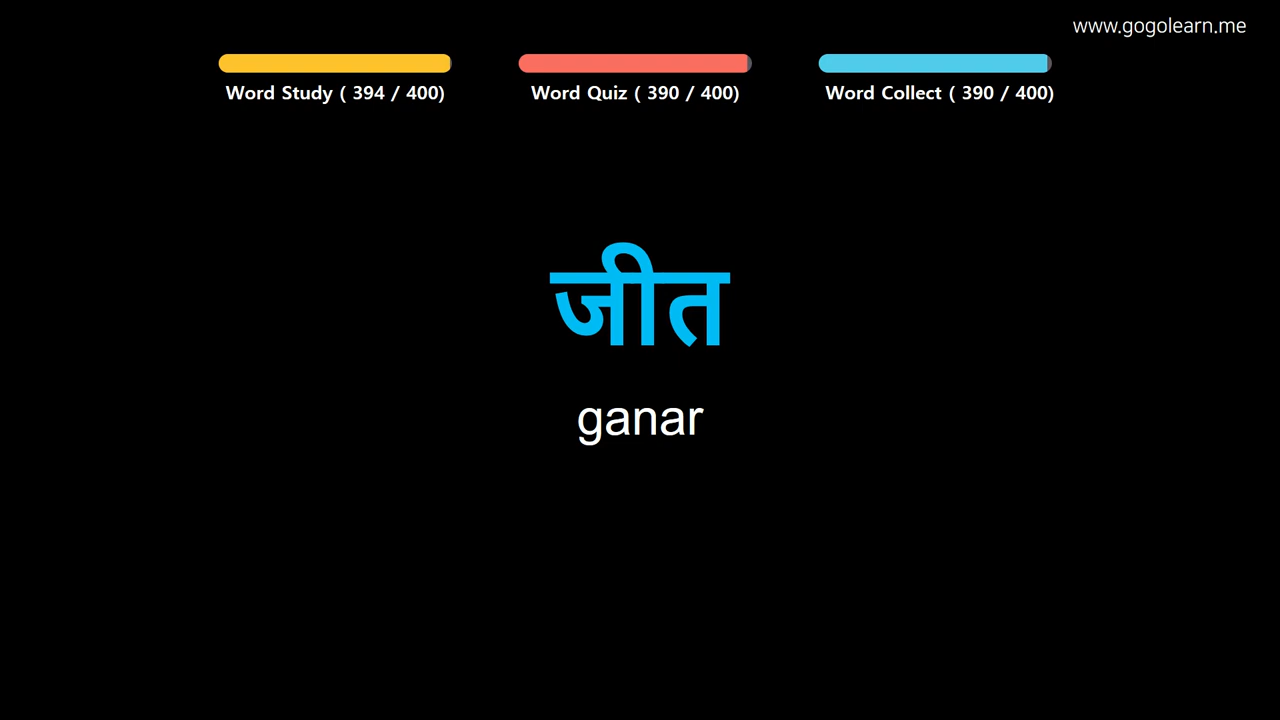 www.gogolearn.me
Word Study ( 394 / 400)
Word Quiz ( 390 / 400)
Word Collect ( 390 / 400)
जीत
ganar